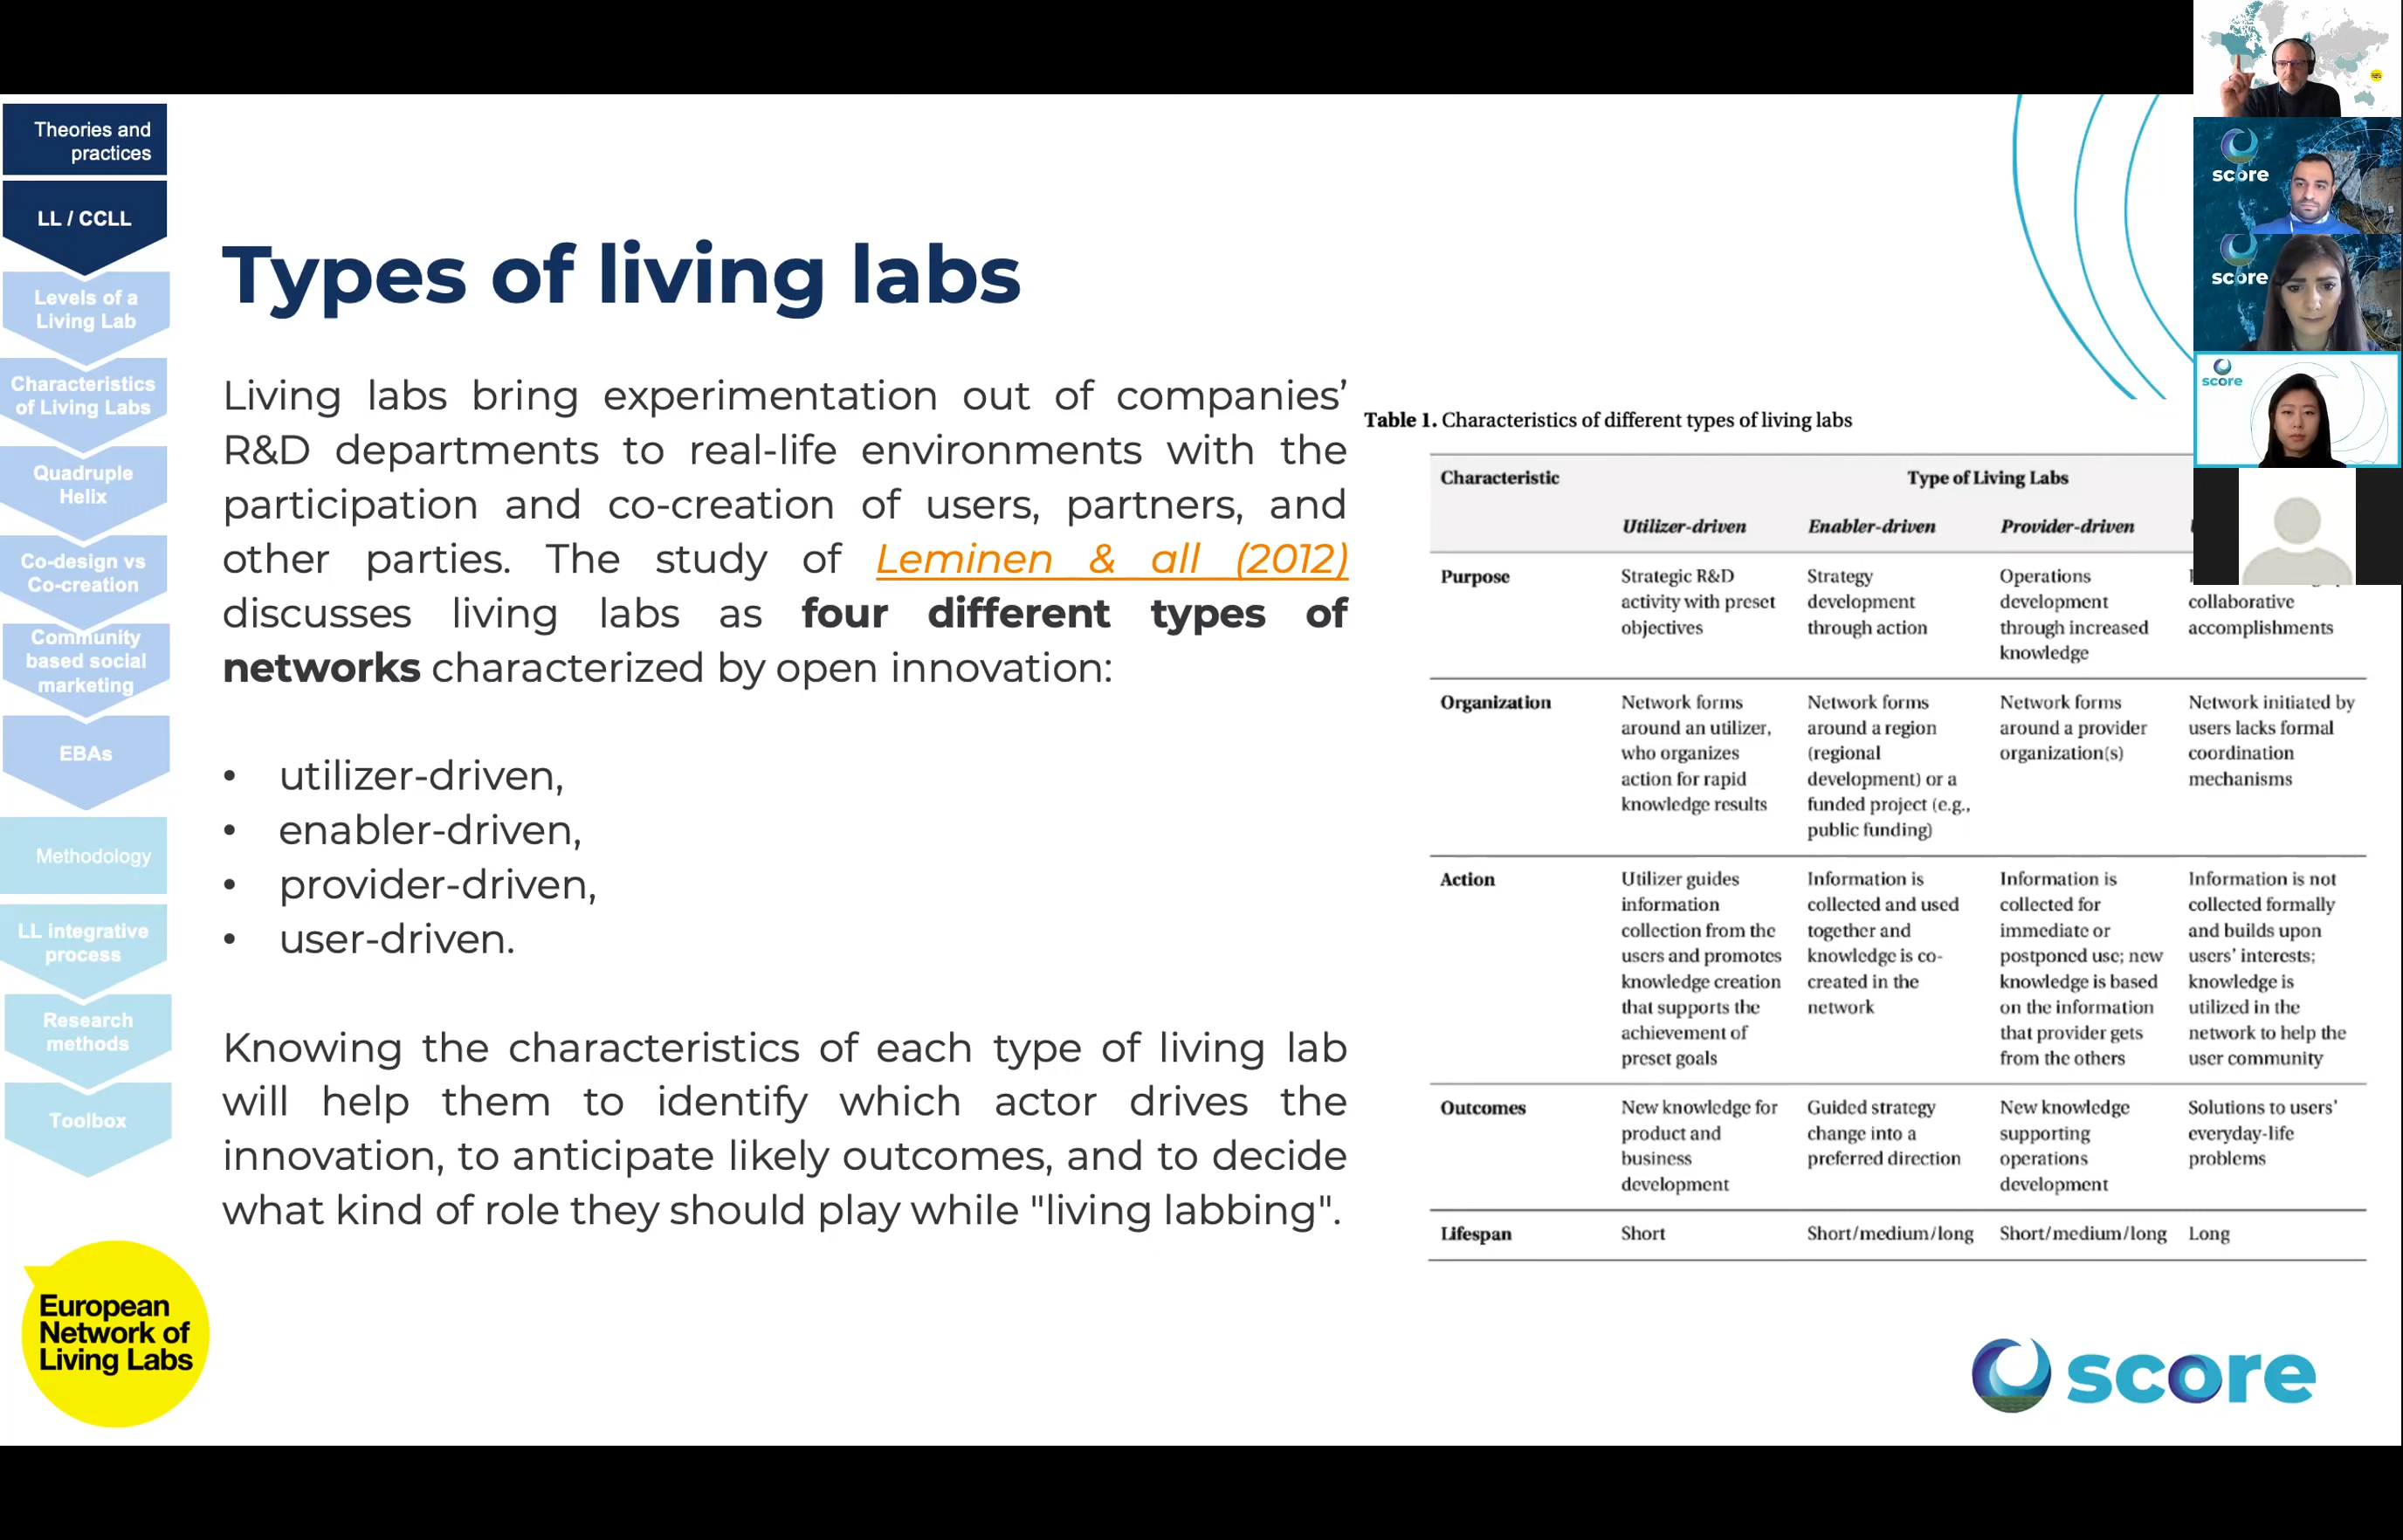 Theories and
practices
LL / CCLL
Levels of a
Living Lab
Characteristics
of Living Labs
Quadruple
Helix
Co-design vs
Co-creation
Community
based social
marketing
EBAs
Methodology
LL integrative
process
Research
methods
Toolbox
European
Network of
Living Labs
Types of living labs
Living labs bring experimentation out of companies’
R&D departments to real-life environments with the
participation and co-creation of users, partners, and
other parties. The study of Leminen & all (2012)
discusses living labs as four different types of
networks characterized by open innovation:
• utilizer-driven,
• enabler-driven,
• provider-driven,
• user-driven.
Knowing the characteristics of each type of living lab
will help them to identify which actor drives the
innovation, to anticipate likely outcomes, and to decide
what kind of role they should play while "living labbing".
Table 1. Characteristics of different types of living labs
Characteristic
Type of Living Labs
Utilizer-driven
Enabler-driven
Provider-driven
Purpose
Strategic R&D
activity with preset
objectives
Strategy
development
through action
Operations
development
through increased
knowledge
collaborative
accomplishments
Organization
Network forms
around an utilizer,
who organizes
action for rapid
knowledge results
Network forms
around a region
(regional
development) or a
funded project (e.g.,
public funding)
Network forms
around a provider
organization(s)
Network initiated by
users lacks formal
coordination
mechanisms
Action
Utilizer guides
information
collection from the
users and promotes
knowledge creation
that supports the
achievement of
preset goals
Information is
collected and used
together and
knowledge is co-
created in the
network
Information is
collected for
immediate or
postponed use; new
knowledge is based
on the information
that provider gets
from the others
Information is not
collected formally
and builds upon
users’ interests;
knowledge is
utilized in the
network to help the
user community
Outcomes
New knowledge for
product and
business
development
Guided strategy
change into a
preferred direction
New knowledge
supporting
operations
development
Solutions to users’
everyday-life
problems
Lifespan
Short
Short/medium/long
Short/medium/long
Long
score
score
score
score